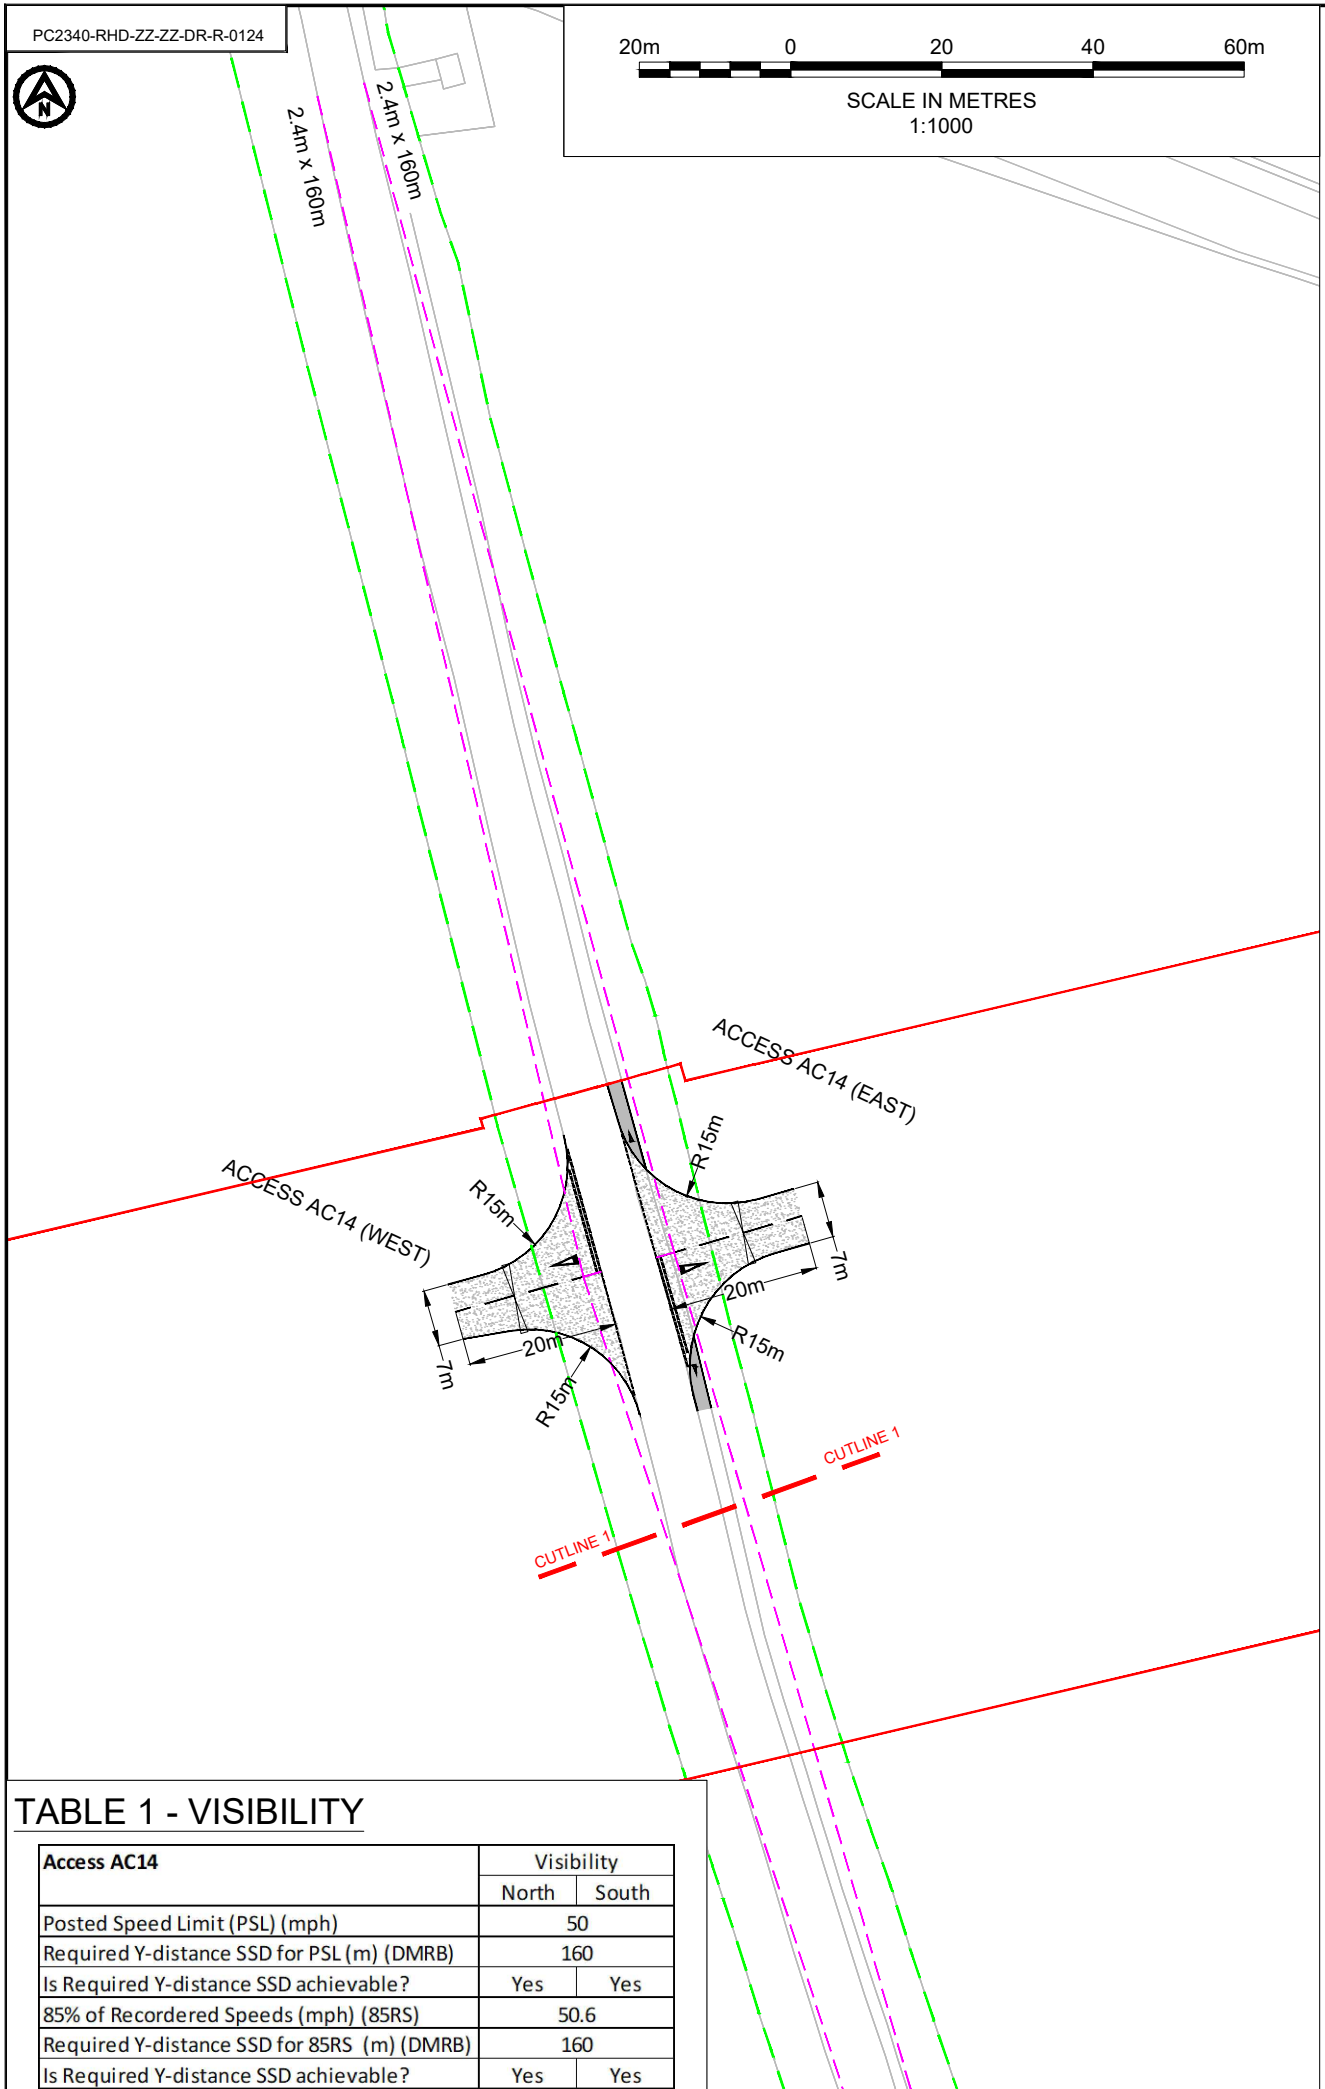 PC2340-RHD-ZZ-ZZ-DR-R-0124
N
20m 0 20 40 60m
SCALE IN METRES
1:1000
2.4m x 160m
2.4m x 160m
ACCESS AC14 (EAST)
ACCESS AC14 (WEST)
R15m
R15m
7m
20m
7m
20m
R15m
R15m
CUTLINE 1
CUTLINE 1
TABLE 1 - VISIBILITY
Access AC14 Visibility
North South
Posted Speed Limit (PSL) (mph) 50
Required Y-distance SSD for PSL (m) (DMRB) 160
Is Required Y-distance SSD achievable? Yes Yes
85% of Recordered Speeds (mph) (85RS) 50.6
Required Y-distance SSD for 85RS (m) (DMRB) 160
Is Required Y-distance SSD achievable? Yes Yes